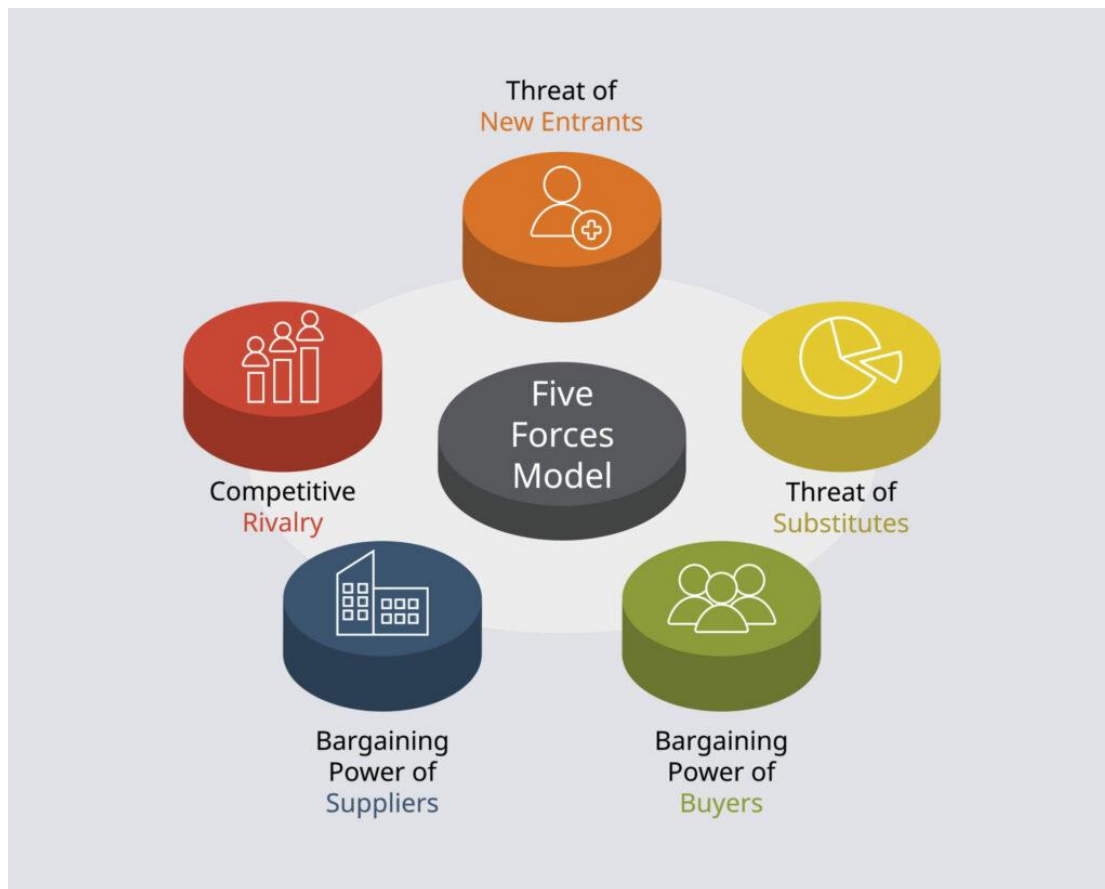 Threat of
New Entrants
Five
Forces
Model
Competitive
Rivalry
Threat of
Substitutes
Bargaining
Power of
Suppliers
Bargaining
Power of
Buyers